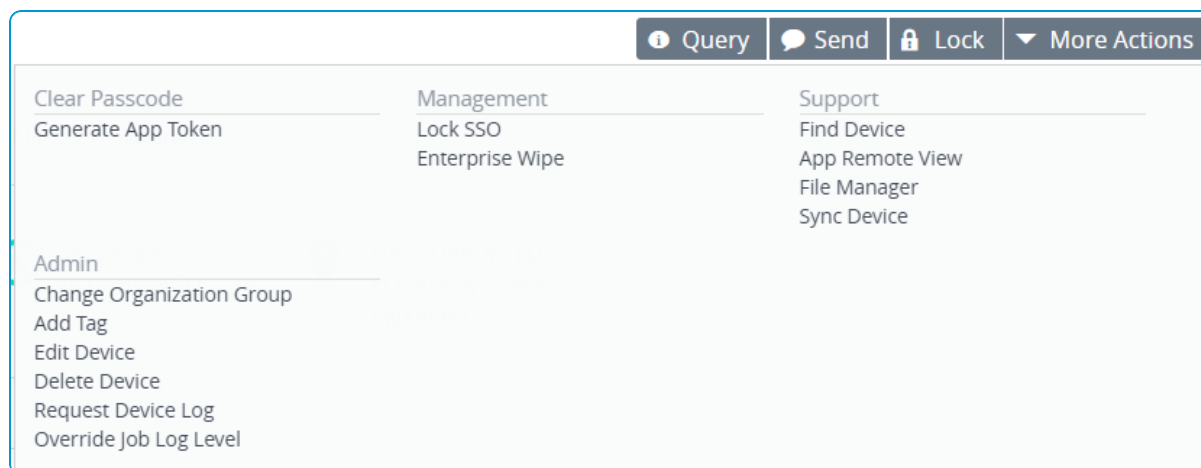 Query Send Lock More Actions
Clear Passcode
Generate App Token
Management
Lock SSO
Enterprise Wipe
Support
Find Device
App Remote View
File Manager
Sync Device
Admin
Change Organization Group
Add Tag
Edit Device
Delete Device
Request Device Log
Override Job Log Level